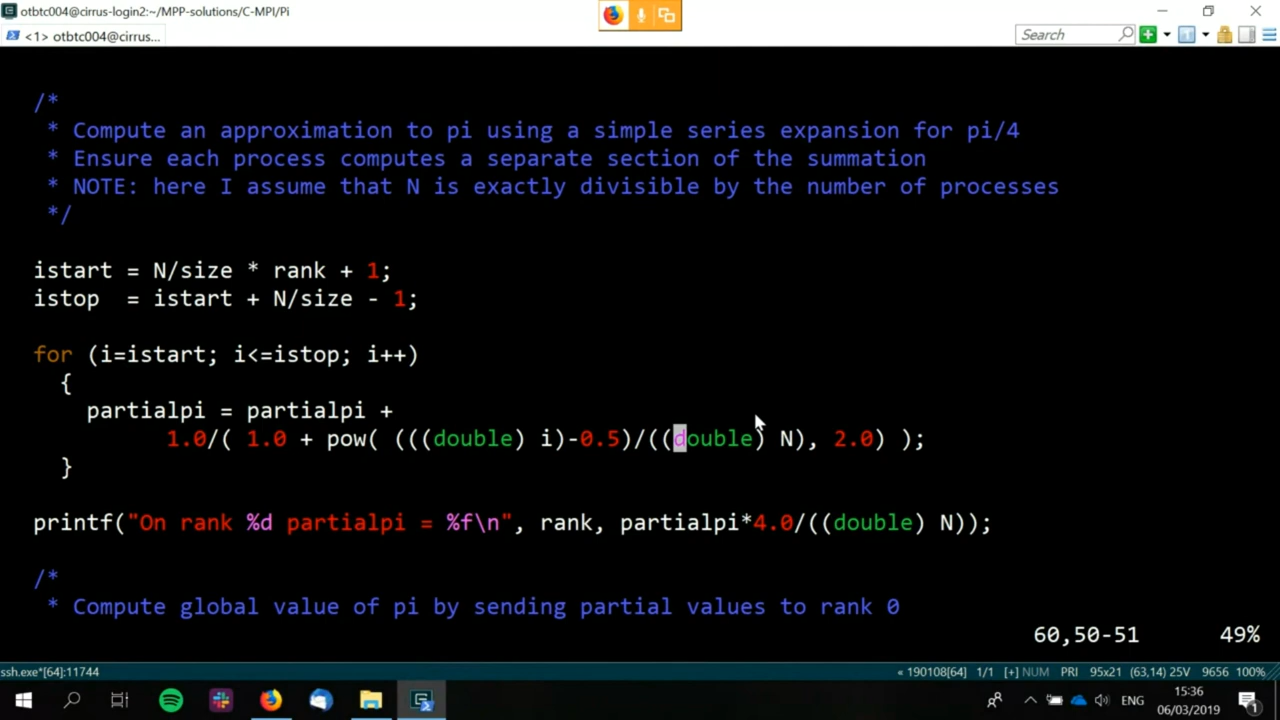 otbtc004@cirrus-login2:~/MPP-solutions/C-MPI/Pi
<1> otbtc004@cirrus...
Search
/*
* Compute an approximation to pi using a simple series expansion for pi/4
* Ensure each process computes a separate section of the summation
* NOTE: here I assume that N is exactly divisible by the number of processes
*/
istart = N/size * rank + 1;
istop  = istart + N/size - 1;
for (i=istart; i<=istop; i++)
{
partialpi = partialpi +
1.0/( 1.0 + pow( (((double) i)-0.5)/((double) N), 2.0) );
}
printf("On rank %d partialpi = %f\n", rank, partialpi*4.0/((double) N));
/*
* Compute global value of pi by sending partial values to rank 0
60,50-51 49%
ssh.exe*[64]:11744 « 190108[64] 1/1 [+] NUM PRI 95x21 (63,14) 25V 9656 100%
ENG
15:36
06/03/2019
1